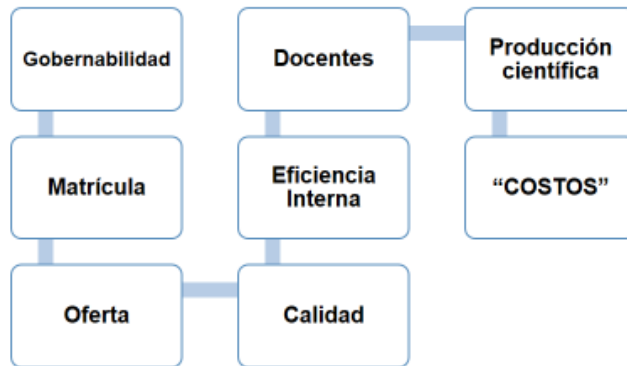 Gobernabilidad
Matrícula
Oferta
Calidad
Eficiencia
Interna
Docentes
Producción
científica
“COSTOS”